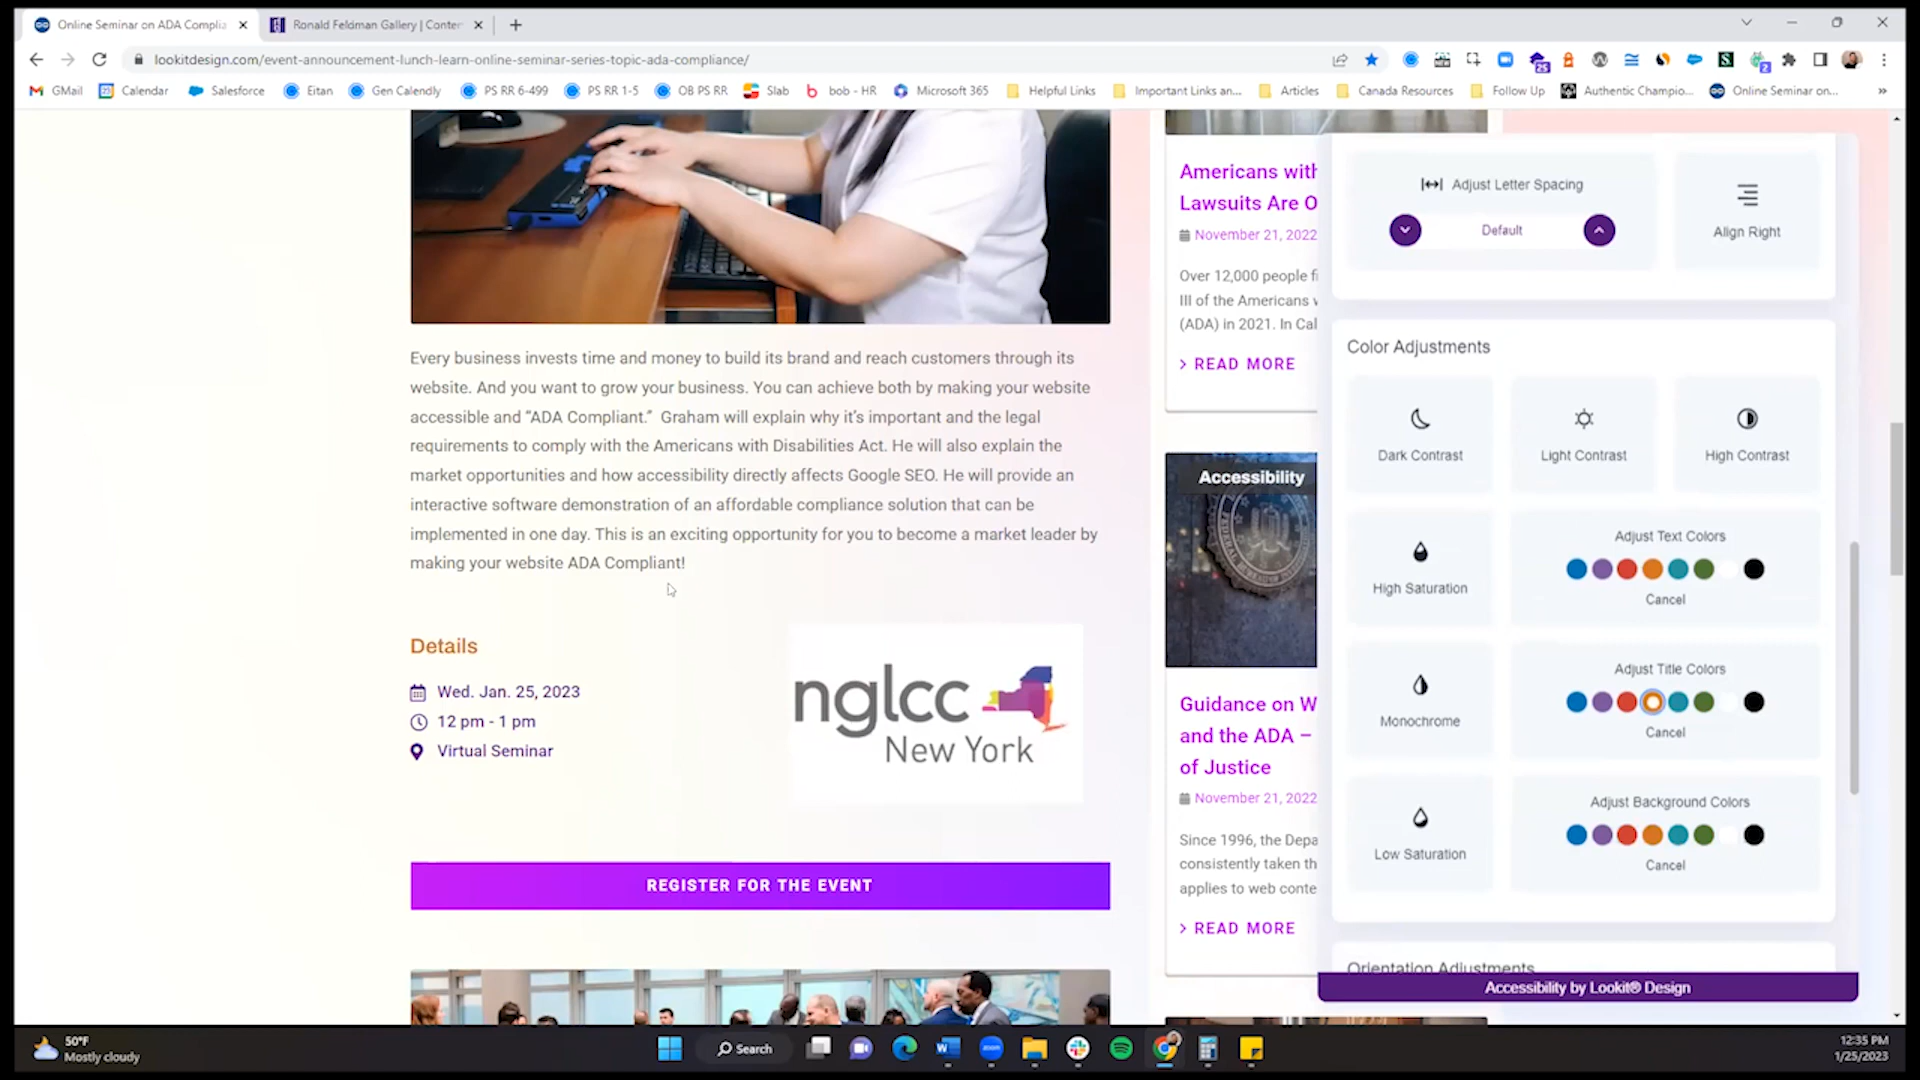 Online Seminar on ADA Complia
Ronald Feldman Gallery | Conter
lookitdesign.com/event-announcement-lunch-learn-online-seminar-series-topic-ada-compliance/
25
2
GMail
Calendar
Salesforce
Eitan
Gen Calendly
PS RR 6-499
PS RR 1-5
OB PS RR
Slab
bob - HR
Microsoft 365
Helpful Links
Important Links an...
Articles
Canada Resources
Follow Up
Authentic Champio...
Online Seminar on...
Every business invests time and money to build its brand and reach customers through its
website. And you want to grow your business. You can achieve both by making your website
accessible and “ADA Compliant.”  Graham will explain why it’s important and the legal
requirements to comply with the Americans with Disabilities Act. He will also explain the
market opportunities and how accessibility directly affects Google SEO. He will provide an
interactive software demonstration of an affordable compliance solution that can be
implemented in one day. This is an exciting opportunity for you to become a market leader by
making your website ADA Compliant!
Details
Wed. Jan. 25, 2023
12 pm - 1 pm
Virtual Seminar
nglcc
New York
REGISTER FOR THE EVENT
Americans with
Lawsuits Are O
November 21, 2022
Over 12,000 people fi
III of the Americans v
(ADA) in 2021. In Cal
> READ MORE
Accessibility
Guidance on W
and the ADA –
of Justice
November 21, 2022
Since 1996, the Depa
consistently taken th
applies to web conte
> READ MORE
Adjust Letter Spacing
Default
Align Right
Color Adjustments
Dark Contrast
Light Contrast
High Contrast
High Saturation
Adjust Text Colors
Cancel
Monochrome
Adjust Title Colors
Cancel
Low Saturation
Adjust Background Colors
Cancel
Orientation Adjustments
Accessibility by Lookit® Design
50°F
Mostly cloudy
Search
12:35 PM
1/25/2023